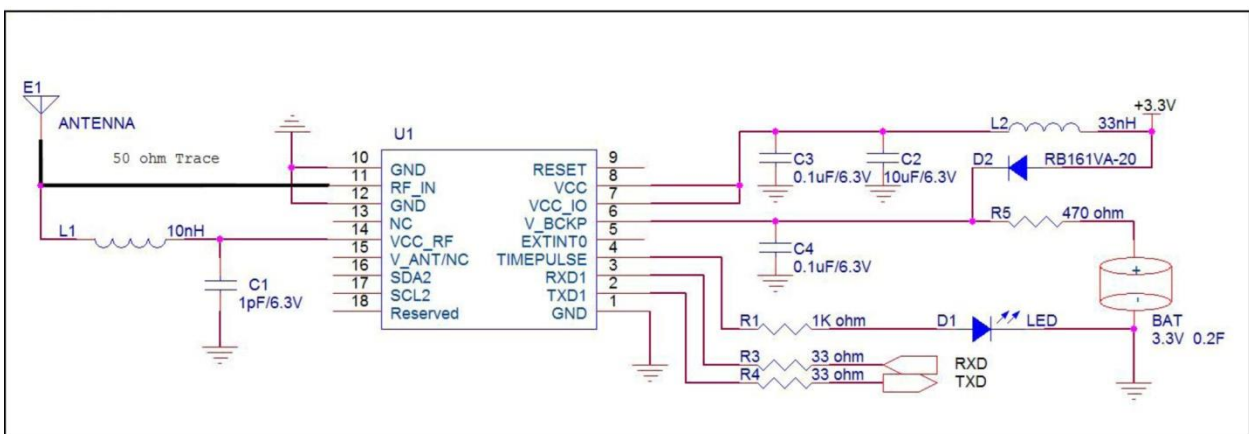 E1
ANTENNA
50 ohm Trace
U1
10 GND
11 RF_IN
12 GND
13 NC
14 VCC_RF
15 V_ANT/NC
16 SDA2
17 SCL2
18 Reserved
RESET 9
VCC 8
VCC_IO 7
V_BCKP 6
EXTINT0 5
TIMEPULSE 4
RXD1 3
TXD1 2
GND 1
L1 10nH
C1
1pF/6.3V
+3.3V
L2 33nH
C3
0.1uF/6.3V
C2
10uF/6.3V
D2 RB161VA-20
R5 470 ohm
C4
0.1uF/6.3V
+
-
BAT
3.3V 0.2F
R1 1K ohm D1 LED
R3 33 ohm RXD
R4 33 ohm TXD